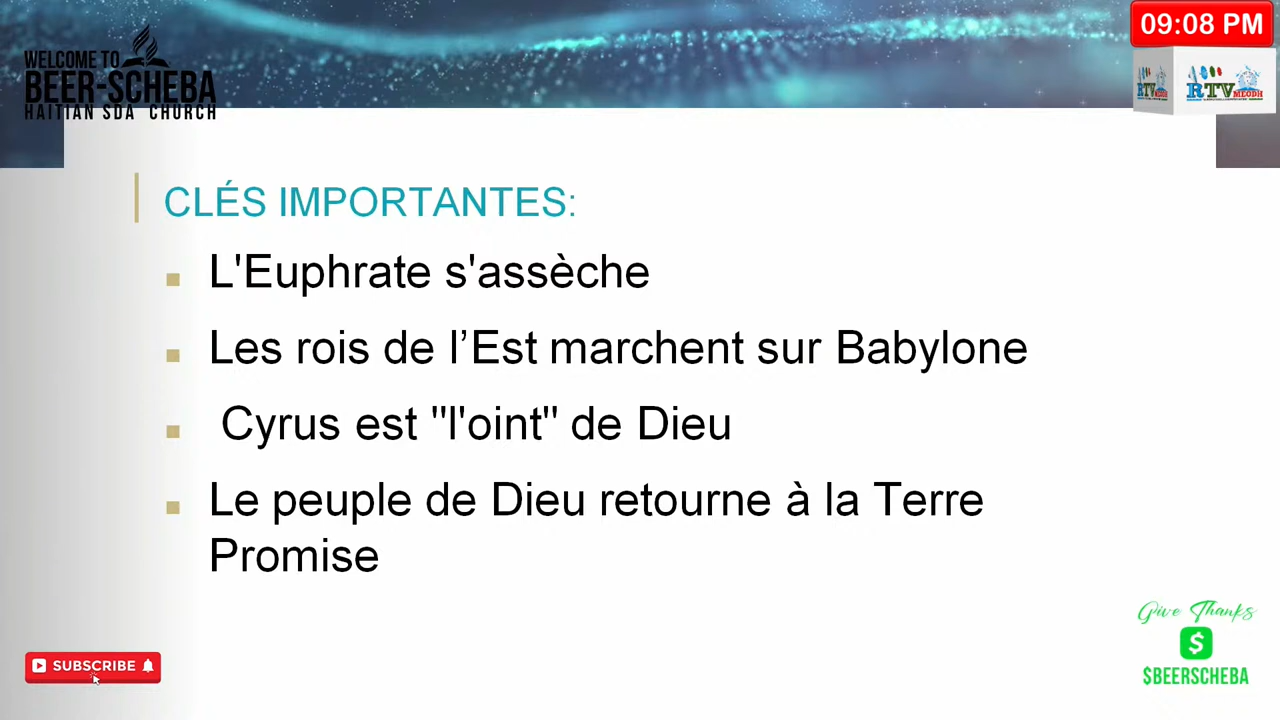 09:08 PM
WELCOME TO
BEER-SCHEBA
HAITIAN SDA CHURCH
RTV
RTV
CLÉS IMPORTANTES:
L'Euphrate s'assèche
Les rois de l’Est marchent sur Babylone
Cyrus est "l'oint" de Dieu
Le peuple de Dieu retourne à la Terre
Promise
Give Thanks
$
$BEERSCHEBA
SUBSCRIBE